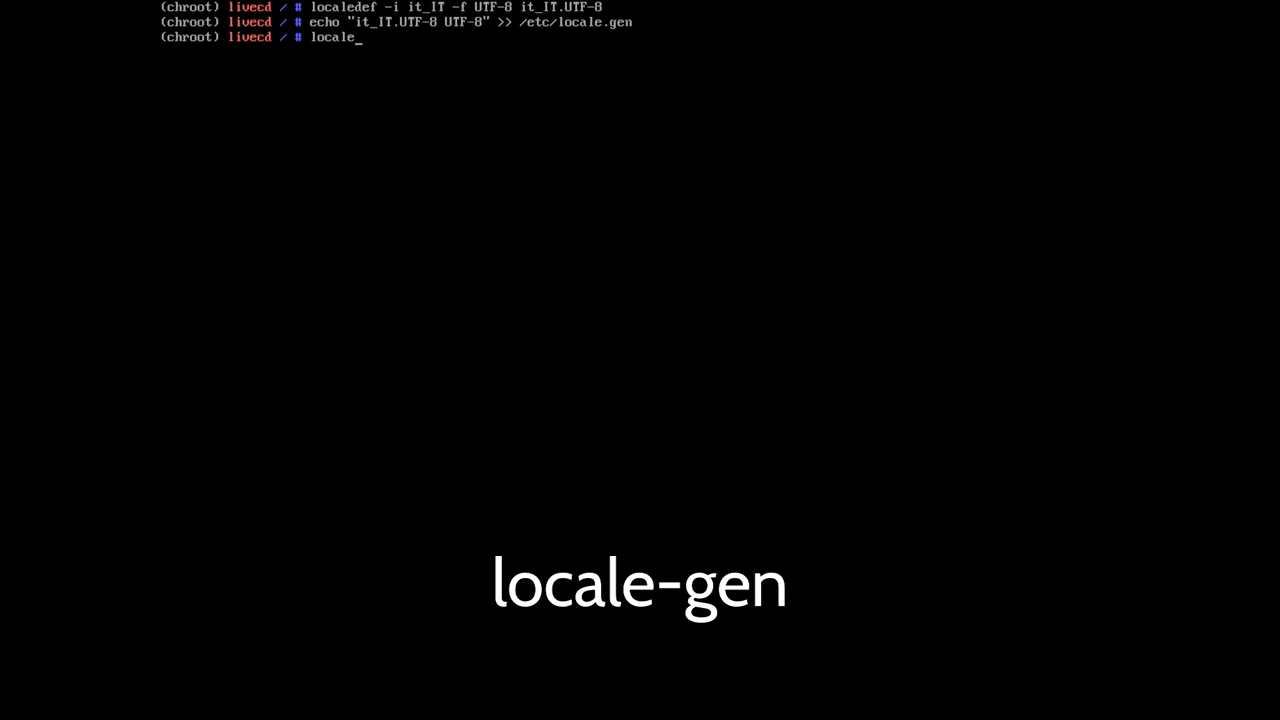 (chroot) livecd / # localedef -i it_IT -f UTF-8 it_IT.UTF-8
(chroot) livecd / # echo "it_IT.UTF-8 UTF-8" >> /etc/locale.gen
(chroot) livecd / # locale_
locale-gen